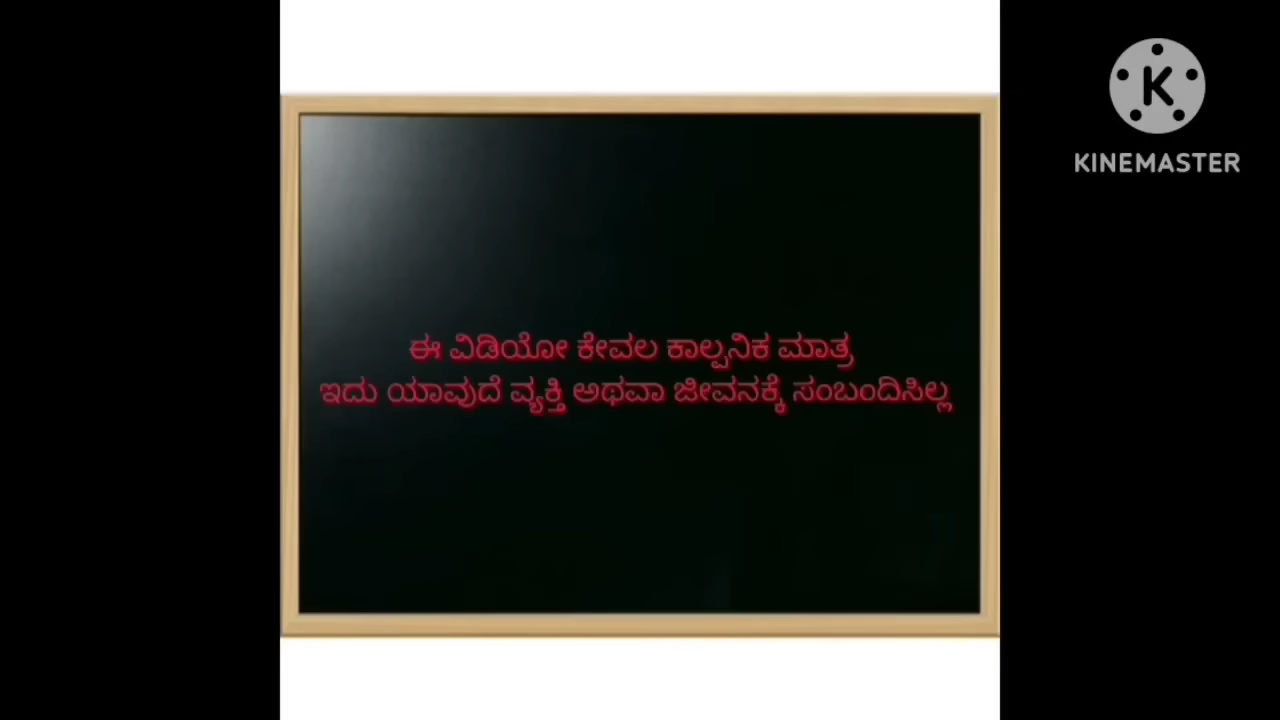 KINEMASTER
ಈ ವಿಡಿಯೋ ಕೇವಲ ಕಾಲ್ಪನಿಕ ಮಾತ್ರ
ಇದು ಯಾವುದೆ ವ್ಯಕ್ತಿ ಅಥವಾ ಜೀವನಕ್ಕೆ ಸಂಬಂದಿಸಿಲ್ಲ